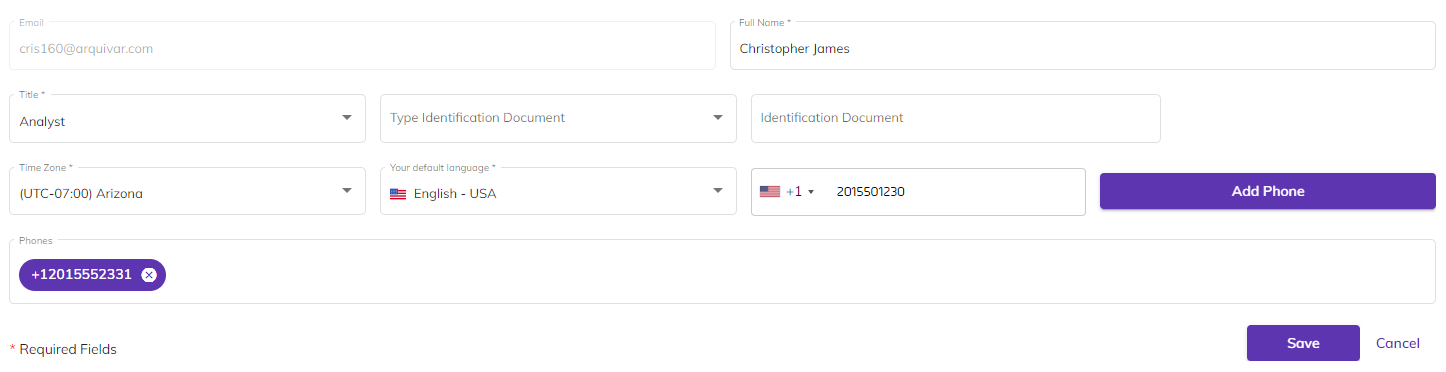 Email
cris160@arquivar.com
Full Name *
Christopher James
Title *
Analyst
Type Identification Document
Identification Document
Time Zone *
(UTC-07:00) Arizona
Your default language *
English - USA
+1
2015501230
Add Phone
Phones
+12015552331
* Required Fields
Save
Cancel